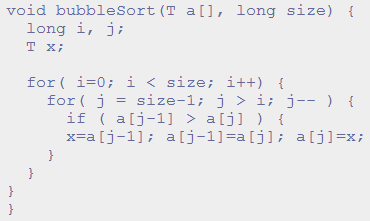 void bubbleSort(T a[], long size) {
  long i, j;
  T x;

  for( i=0; i < size; i++) {
    for( j = size-1; j > i; j-- ) {
      if ( a[j-1] > a[j] ) {
      x=a[j-1]; a[j-1]=a[j]; a[j]=x;
    }
  }
}
}